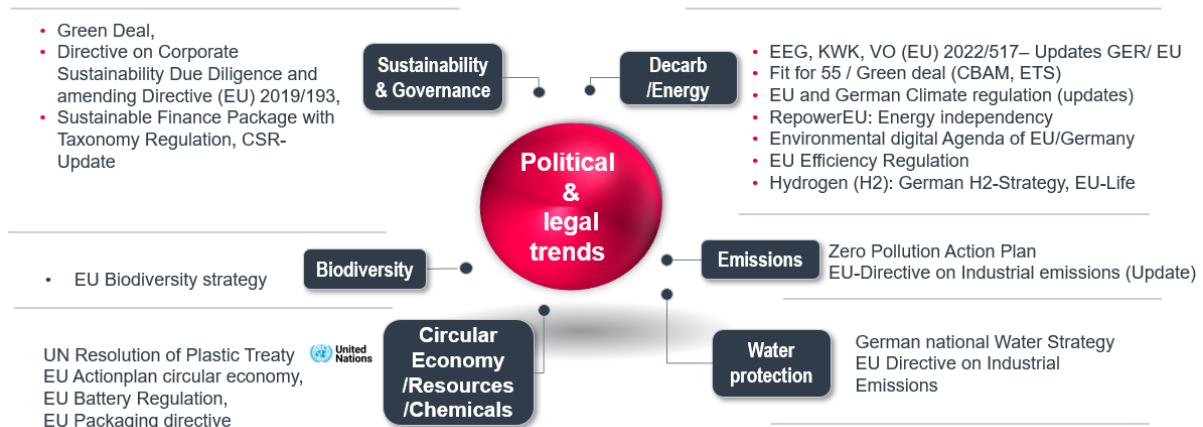 Green Deal,
Directive on Corporate
Sustainability Due Diligence and
amending Directive (EU) 2019/193,
Sustainable Finance Package with
Taxonomy Regulation, CSR-
Update
Sustainability
& Governance
Decarb
/Energy
EEG, KWK, VO (EU) 2022/517– Updates GER/ EU
Fit for 55 / Green deal (CBAM, ETS)
EU and German Climate regulation (updates)
RepowerEU: Energy independency
Environmental digital Agenda of EU/Germany
EU Efficiency Regulation
Hydrogen (H2): German H2-Strategy, EU-Life
Political
&
legal
trends
EU Biodiversity strategy
Biodiversity
Emissions
Zero Pollution Action Plan
EU-Directive on Industrial emissions (Update)
UN Resolution of Plastic Treaty
EU Actionplan circular economy,
EU Battery Regulation,
EU Packaging directive
United
Nations
Circular
Economy
/Resources
/Chemicals
Water
protection
German national Water Strategy
EU Directive on Industrial
Emissions